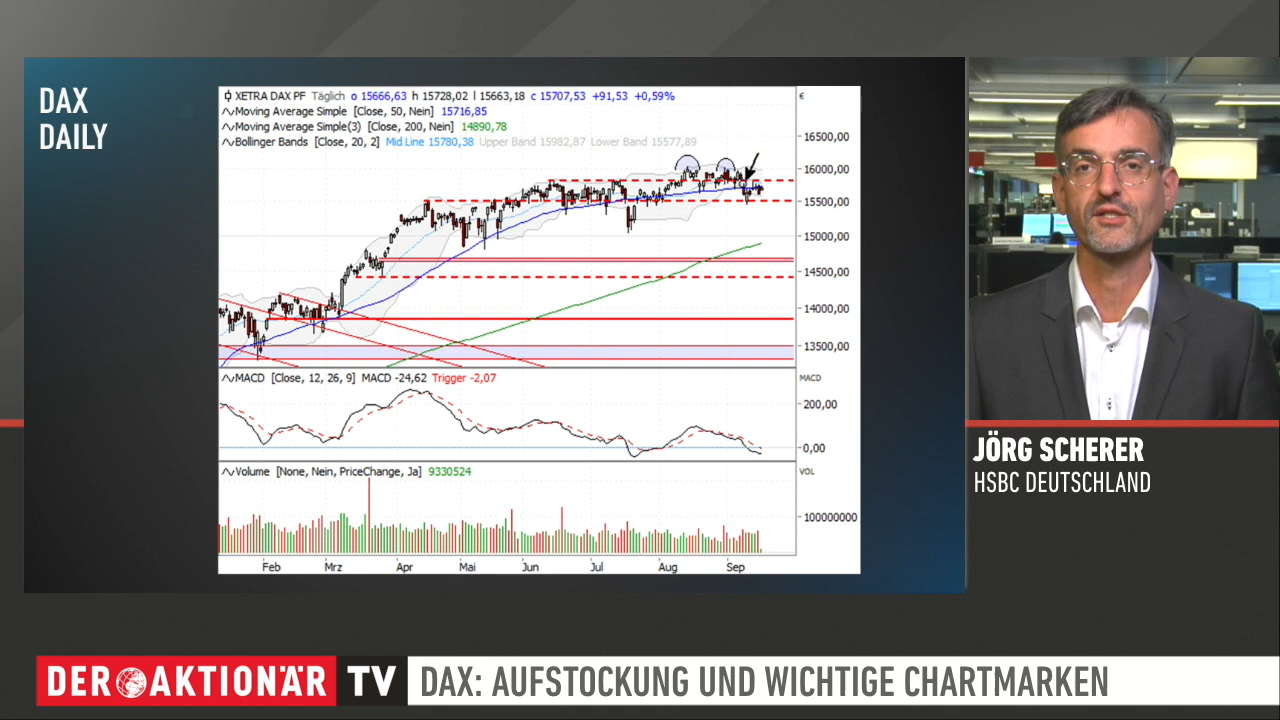 DAX
DAILY
XETRA DAX PF Täglich o 15666,63 h 15728,02 l 15663,18 c 15707,53 +91,53 +0,59%
Moving Average Simple [Close, 50, Nein] 15716,85
Moving Average Simple(3) [Close, 200, Nein] 14890,78
Bollinger Bands [Close, 20, 2] Mid Line 15780,38 Upper Band 15982,87 Lower Band 15577,89
€
16500,00
16000,00
15500,00
15000,00
14500,00
14000,00
13500,00
MACD [Close, 12, 26, 9] MACD -24,62 Trigger -2,07
MACD
200,00
0,00
Volume [None, Nein, PriceChange, Ja] 9330524
VOL
100000000
Feb Mrz Apr Mai Jun Jul Aug Sep
JÖRG SCHERER
HSBC DEUTSCHLAND
DER AKTIONÄR TV
DAX: AUFSTOCKUNG UND WICHTIGE CHARTMARKEN